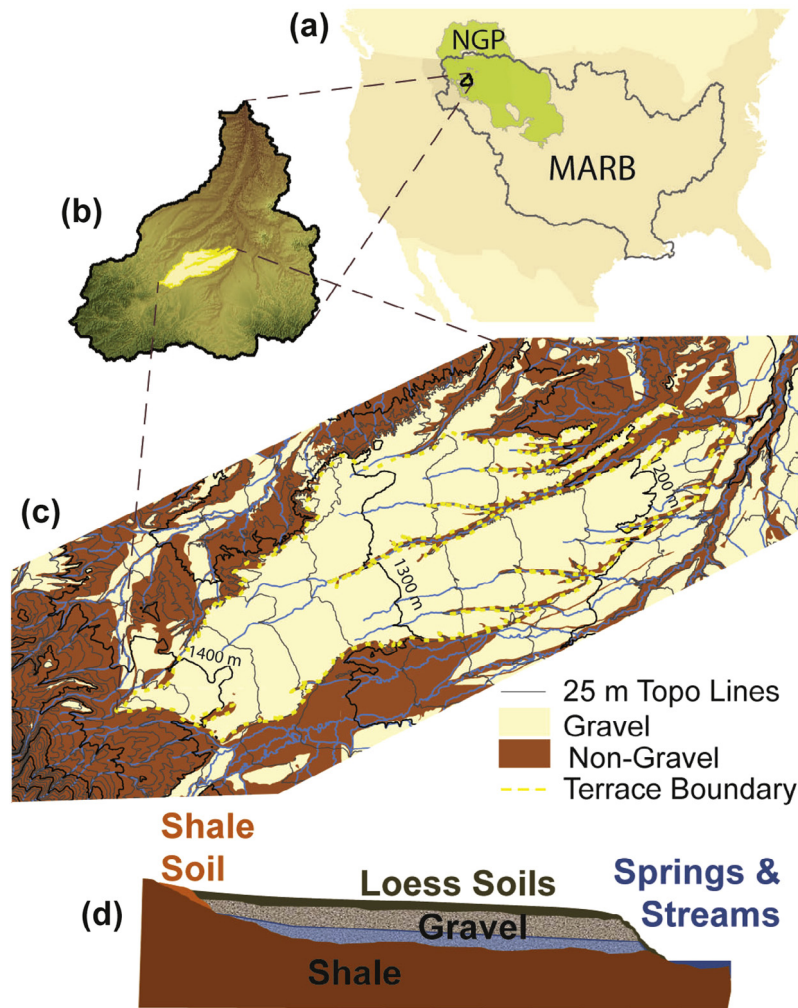 (a)
NGP
MARB
(b)
(c)
1200 m
1300 m
1400 m
25 m Topo Lines
Gravel
Non-Gravel
Terrace Boundary
Shale
Soil
Loess Soils
Springs &
Streams
(d)
Gravel
Shale